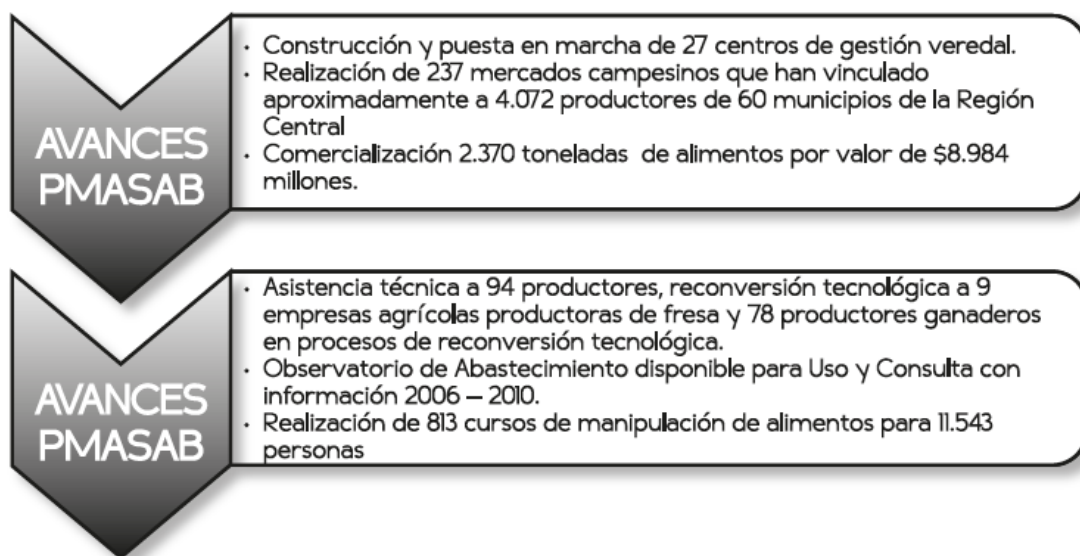 AVANCES
PMASAB
· Construcción y puesta en marcha de 27 centros de gestión veredal.
· Realización de 237 mercados campesinos que han vinculado
aproximadamente a 4.072 productores de 60 municipios de la Región
Central
· Comercialización 2.370 toneladas de alimentos por valor de $8.984
millones.
AVANCES
PMASAB
· Asistencia técnica a 94 productores, reconversión tecnológica a 9
empresas agrícolas productoras de fresa y 78 productores ganaderos
en procesos de reconversión tecnológica.
· Observatorio de Abastecimiento disponible para Uso y Consulta con
información 2006 – 2010.
· Realización de 813 cursos de manipulación de alimentos para 11.543
personas